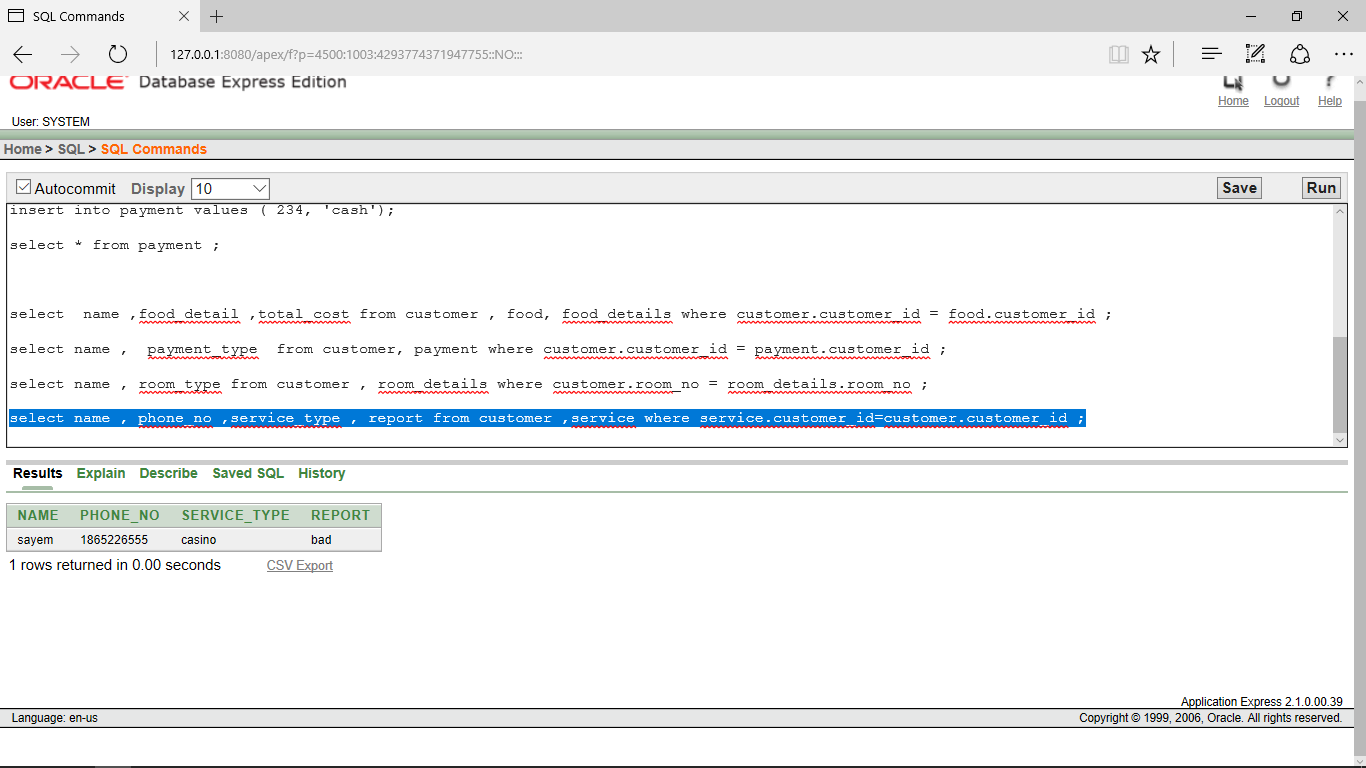 SQL Commands
127.0.0.1:8080/apex/f?p=4500:1003:4293774371947755::NO:::
ORACLE Database Express Edition
Home Logout Help
User: SYSTEM
Home > SQL > SQL Commands
Autocommit Display 10 Save Run
insert into payment values ( 234, 'cash');
select * from payment ;
select  name ,food_detail ,total_cost from customer , food, food_details where customer.customer_id = food.customer_id ;
select name ,  payment_type  from customer, payment where customer.customer_id = payment.customer_id ;
select name , room_type from customer , room_details where customer.room_no = room_details.room_no ;
select name , phone_no ,service_type , report from customer ,service where service.customer_id=customer.customer_id ;
Results Explain Describe Saved SQL History
NAME PHONE_NO SERVICE_TYPE REPORT
sayem 1865226555 casino bad
1 rows returned in 0.00 seconds CSV Export
Application Express 2.1.0.00.39
Language: en-us Copyright © 1999, 2006, Oracle. All rights reserved.